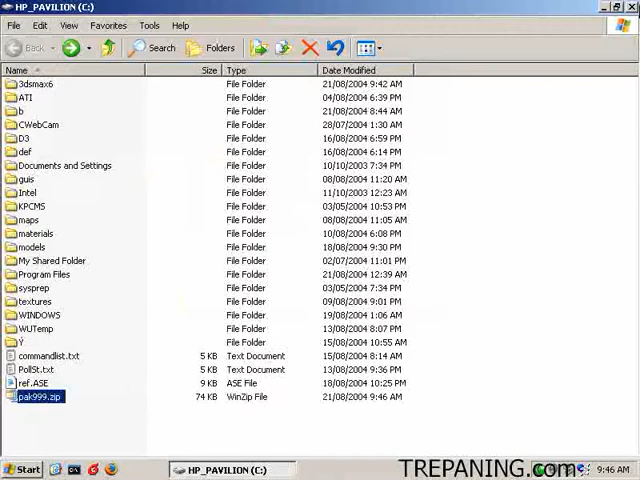 HP_PAVILION (C:)
File Edit View Favorites Tools Help
Back Search Folders
Name Size Type Date Modified
3dsmax6 File Folder 21/08/2004 9:42 AM
ATI File Folder 04/08/2004 6:39 PM
b File Folder 21/08/2004 8:44 AM
CWebCam File Folder 28/07/2004 1:30 AM
D3 File Folder 16/08/2004 6:59 PM
def File Folder 16/08/2004 6:14 PM
Documents and Settings File Folder 10/10/2003 7:34 PM
guis File Folder 08/08/2004 11:20 AM
Intel File Folder 11/10/2003 12:23 AM
KPCMS File Folder 03/05/2004 10:53 PM
maps File Folder 08/08/2004 11:05 AM
materials File Folder 10/08/2004 6:08 PM
models File Folder 18/08/2004 9:30 PM
My Shared Folder File Folder 02/07/2004 11:01 PM
Program Files File Folder 21/08/2004 12:39 AM
sysprep File Folder 03/05/2004 7:34 PM
textures File Folder 09/08/2004 9:01 PM
WINDOWS File Folder 19/08/2004 1:06 AM
WUTemp File Folder 13/08/2004 8:07 PM
Ý File Folder 15/08/2004 10:55 AM
commandlist.txt 5 KB Text Document 15/08/2004 8:14 AM
PollSt.txt 5 KB Text Document 13/08/2004 9:36 PM
ref.ASE 9 KB ASE File 18/08/2004 10:25 PM
pak999.zip 74 KB WinZip File 21/08/2004 9:46 AM
Start HP_PAVILION (C:) TREPANING.com 9:46 AM